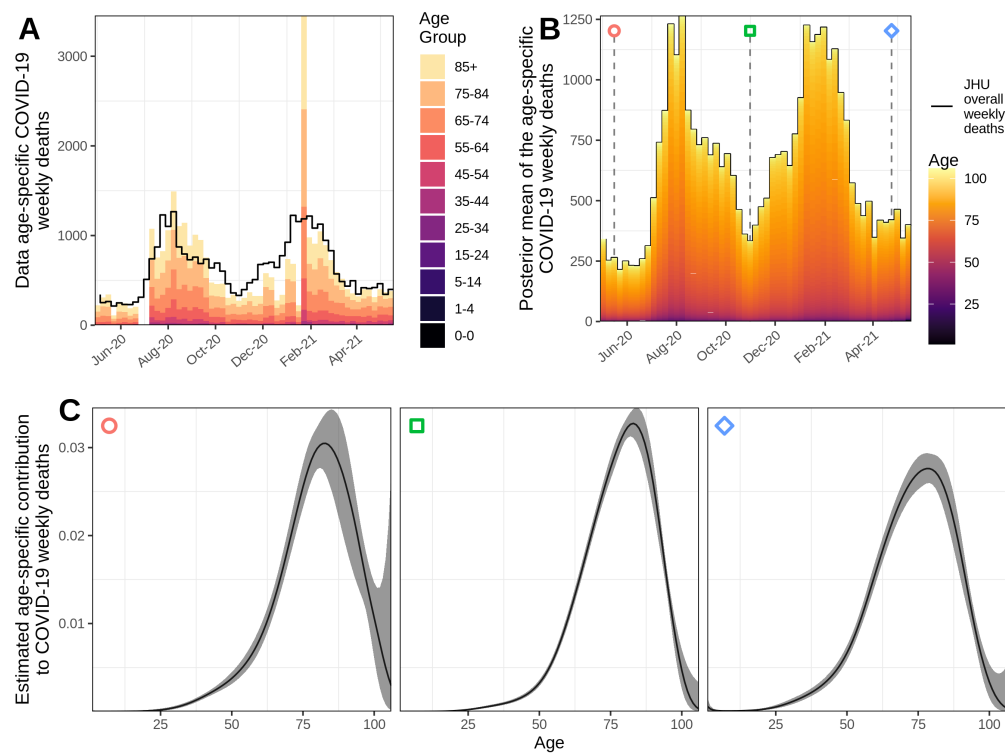 A
Data age-specific COVID-19
weekly deaths
3000
2000
1000
0
Jun-20
Aug-20
Oct-20
Dec-20
Feb-21
Apr-21
Age
Group
85+
75-84
65-74
55-64
45-54
35-44
25-34
15-24
5-14
1-4
0-0
B
Posterior mean of the age-specific
COVID-19 weekly deaths
1250
1000
750
500
250
0
Jun-20
Aug-20
Oct-20
Dec-20
Feb-21
Apr-21
JHU
overall
weekly
deaths
Age
100
75
50
25
C
Estimated age-specific contribution
to COVID-19 weekly deaths
0.03
0.02
0.01
25
50
75
100
25
50
75
100
25
50
75
100
Age